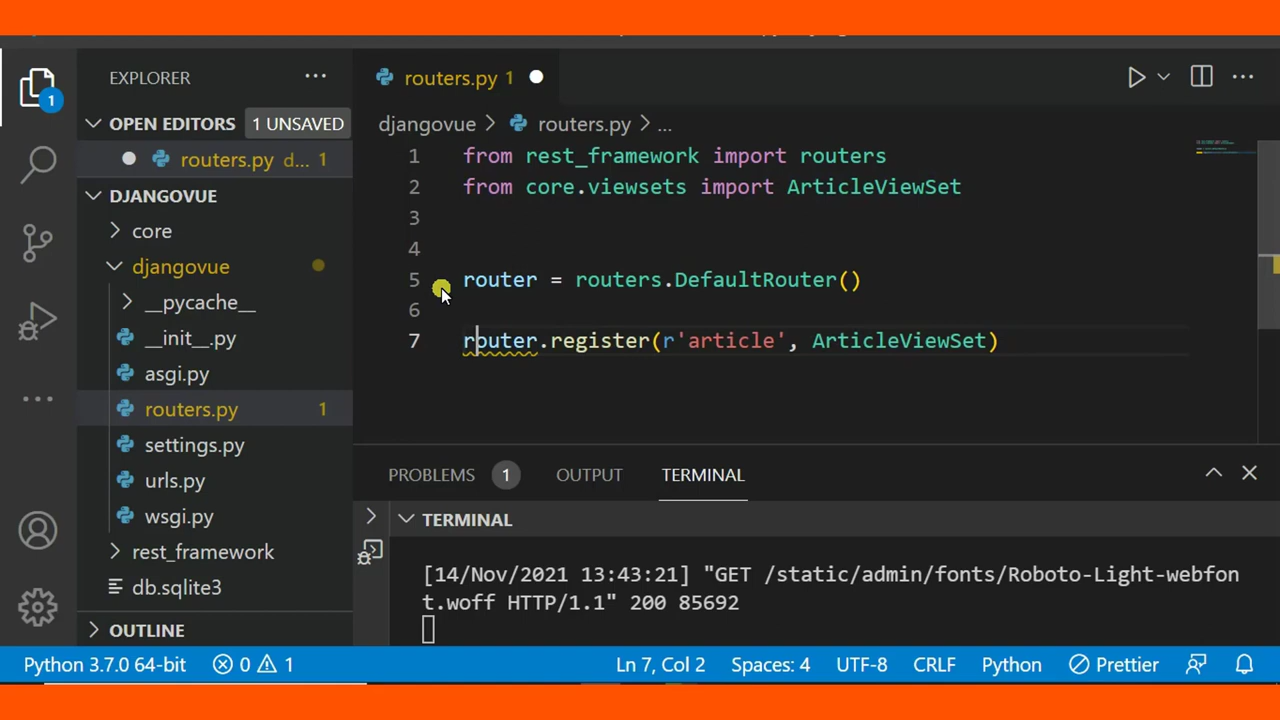 EXPLORER
routers.py 1
1
OPEN EDITORS 1 UNSAVED
djangovue > routers.py > ...
routers.py d... 1
1 from rest_framework import routers
2 from core.viewsets import ArticleViewSet
DJANGOVUE
3
core
4
djangovue
5 router = routers.DefaultRouter()
__pycache__
6
__init__.py
7 router.register(r'article', ArticleViewSet)
asgi.py
routers.py 1
settings.py
PROBLEMS 1 OUTPUT TERMINAL
urls.py
wsgi.py
TERMINAL
rest_framework
db.sqlite3
[14/Nov/2021 13:43:21] "GET /static/admin/fonts/Roboto-Light-webfon
t.woff HTTP/1.1" 200 85692
OUTLINE
Python 3.7.0 64-bit 0 1 Ln 7, Col 2 Spaces: 4 UTF-8 CRLF Python Prettier